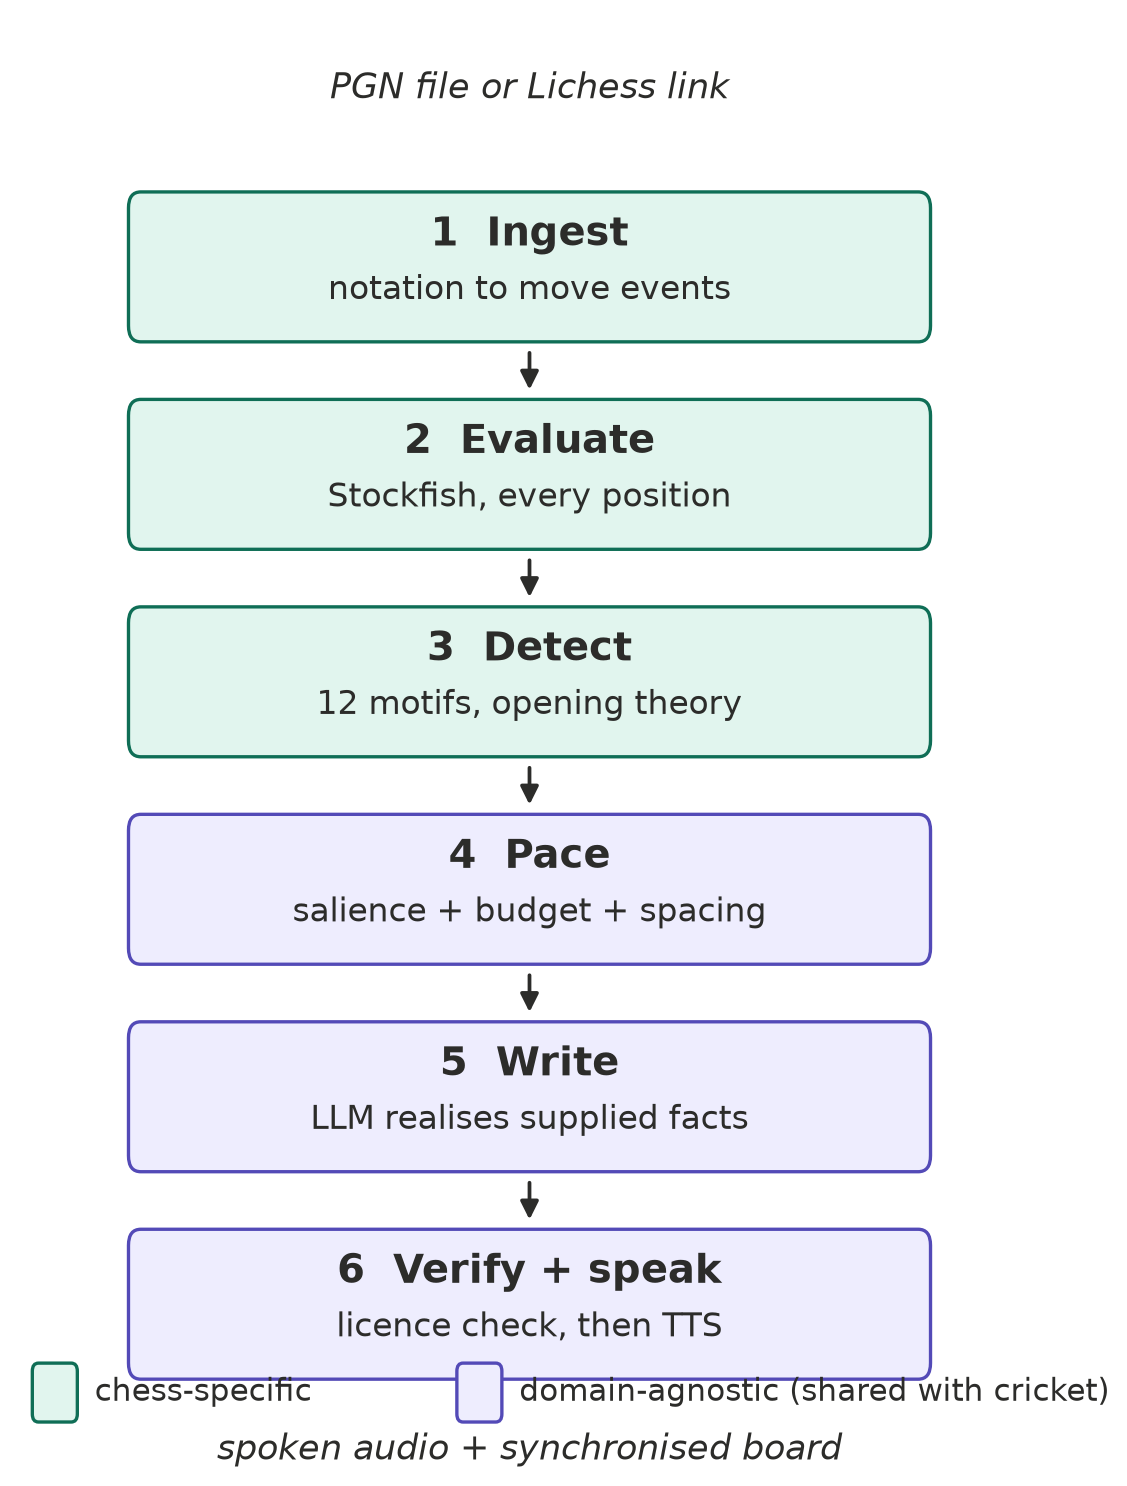 PGN file or Lichess link
1 Ingest
notation to move events
2 Evaluate
Stockfish, every position
3 Detect
12 motifs, opening theory
4 Pace
salience + budget + spacing
5 Write
LLM realises supplied facts
6 Verify + speak
licence check, then TTS
chess-specific
domain-agnostic (shared with cricket)
spoken audio + synchronised board